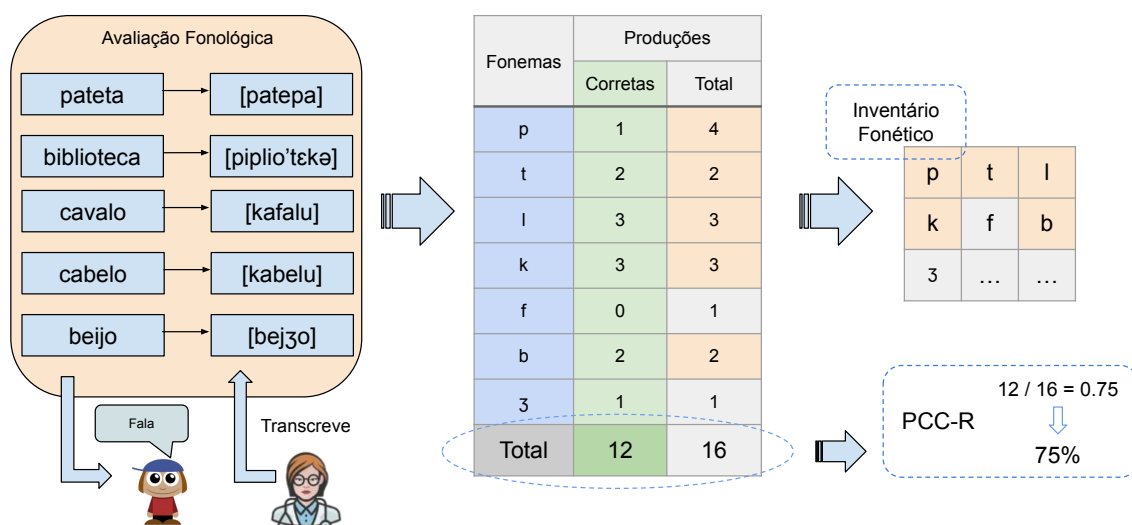 Avaliação Fonológica
pateta [patepa]
biblioteca [piplio'tɛkə]
cavalo [kafalu]
cabelo [kabelu]
beijo [bejʒo]
Fala
Transcreve
Fonemas Produções
Corretas Total
p 1 4
t 2 2
l 3 3
k 3 3
f 0 1
b 2 2
ʒ 1 1
Total 12 16
Inventário
Fonético
p t l
k f b
ʒ … …
PCC-R
12 / 16 = 0.75
75%